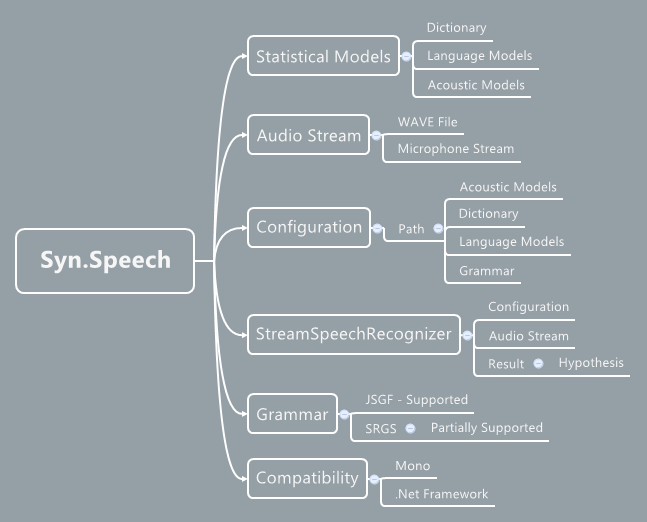 Syn.Speech
Statistical Models
Dictionary
Language Models
Acoustic Models
Audio Stream
WAVE File
Microphone Stream
Configuration
Path
Acoustic Models
Dictionary
Language Models
Grammar
StreamSpeechRecognizer
Configuration
Audio Stream
Result
Hypothesis
Grammar
JSGF - Supported
SRGS
Partially Supported
Compatibility
Mono
.Net Framework